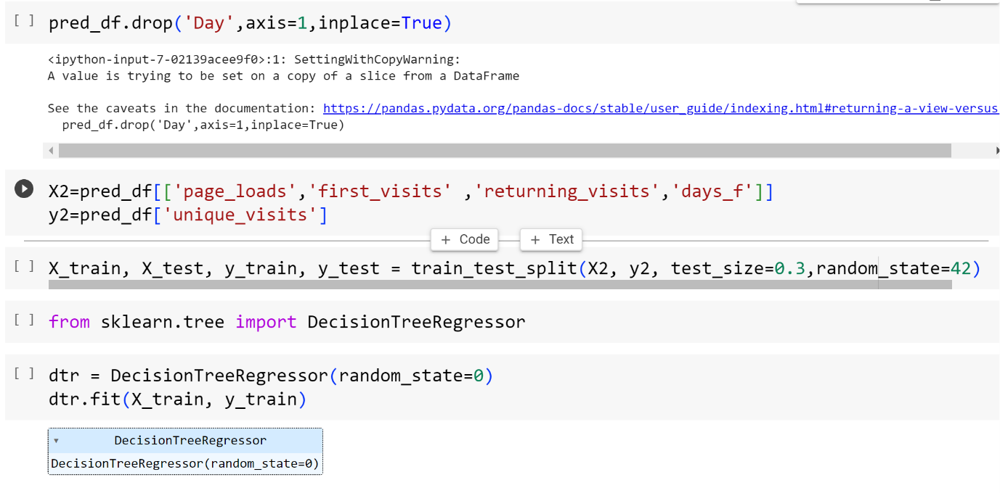 [ ] pred_df.drop('Day',axis=1,inplace=True)
<ipython-input-7-02139acee9f0>:1: SettingWithCopyWarning:
A value is trying to be set on a copy of a slice from a DataFrame
See the caveats in the documentation: https://pandas.pydata.org/pandas-docs/stable/user_guide/indexing.html#returning-a-view-versus
pred_df.drop('Day',axis=1,inplace=True)
X2=pred_df[['page_loads','first_visits' ,'returning_visits','days_f']]
y2=pred_df['unique_visits']
+ Code + Text
[ ] X_train, X_test, y_train, y_test = train_test_split(X2, y2, test_size=0.3,random_state=42)
[ ] from sklearn.tree import DecisionTreeRegressor
[ ] dtr = DecisionTreeRegressor(random_state=0)
dtr.fit(X_train, y_train)
▾ DecisionTreeRegressor
DecisionTreeRegressor(random_state=0)